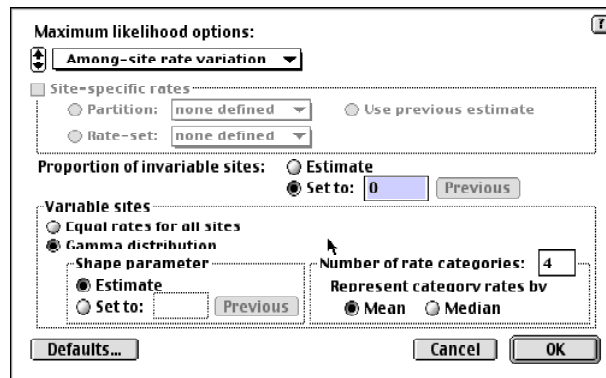 ?
Maximum likelihood options:
Among-site rate variation
Site-specific rates
Partition: none defined Use previous estimate
Rate-set: none defined
Proportion of invariable sites: Estimate
Set to: 0 Previous
Variable sites
Equal rates for all sites
Gamma distribution
Shape parameter Number of rate categories: 4
Estimate Represent category rates by
Set to: Previous Mean Median
Defaults... Cancel OK